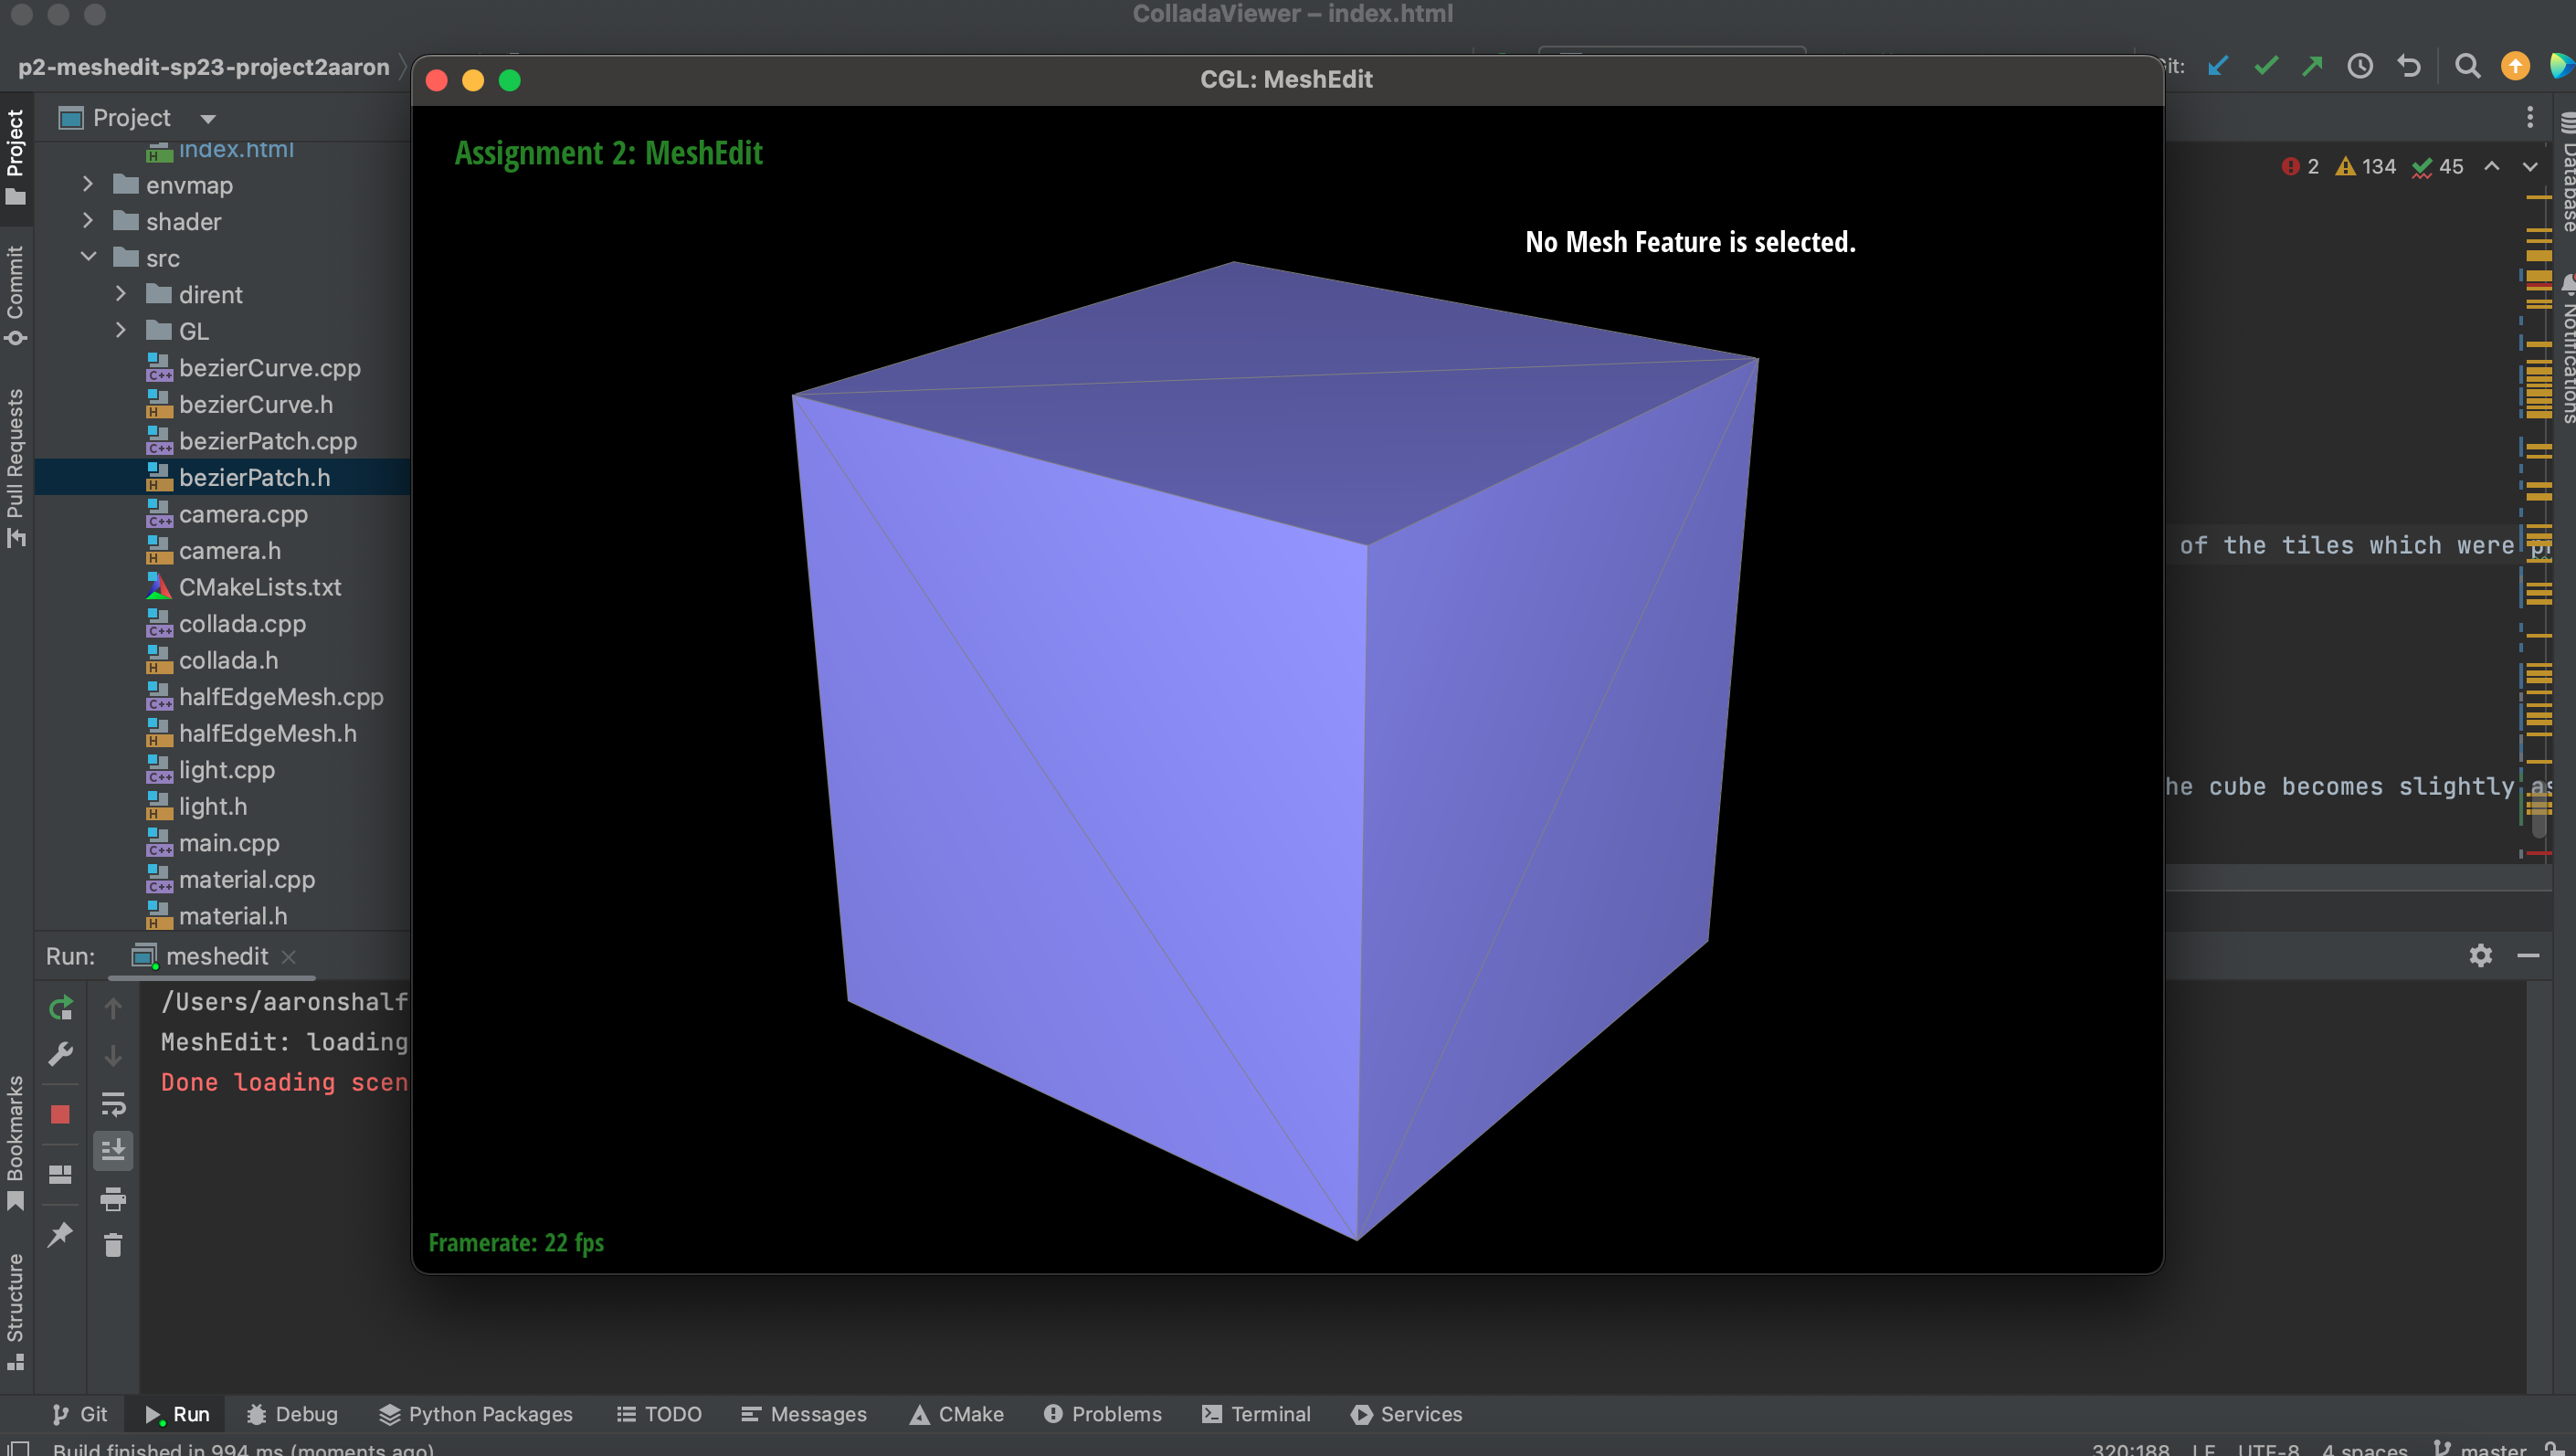 ColladaViewer – index.html
p2-meshedit-sp23-project2aaron
Git:
CGL: MeshEdit
Project
Project
index.html
envmap
shader
src
dirent
GL
bezierCurve.cpp
bezierCurve.h
bezierPatch.cpp
bezierPatch.h
camera.cpp
camera.h
CMakeLists.txt
collada.cpp
collada.h
halfEdgeMesh.cpp
halfEdgeMesh.h
light.cpp
light.h
main.cpp
material.cpp
material.h
Commit
Pull Requests
Bookmarks
Structure
Assignment 2: MeshEdit
No Mesh Feature is selected.
Framerate: 22 fps
2 134 45
Database
Notifications
of the tiles which were
he cube becomes slightly as
Run: meshedit
/Users/aaronshalf
MeshEdit: loading
Done loading scen
Git Run Debug Python Packages TODO Messages CMake Problems Terminal Services
Build finished in 994 ms (moments ago)
320:188 LF UTF-8 4 spaces master